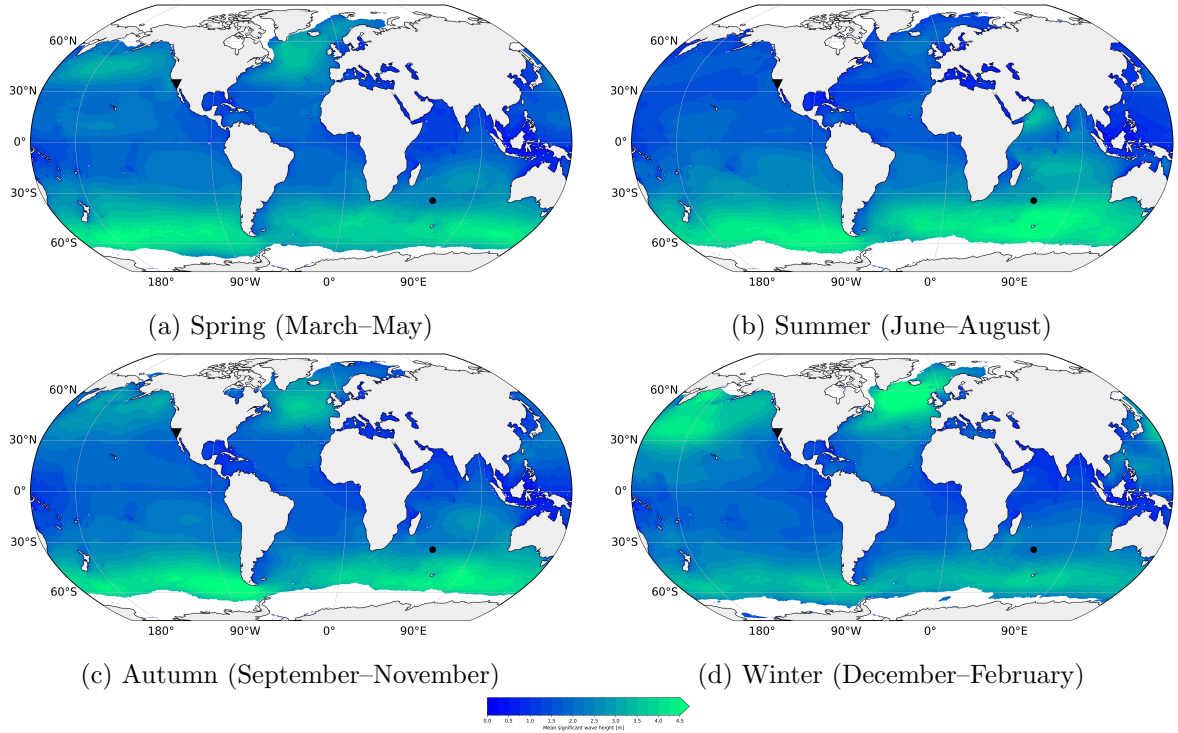 60°N 60°N
30°N 30°N
0° 0°
30°S 30°S
60°S 60°S
180° 90°W 0° 90°E 180° 90°W 0° 90°E
(a) Spring (March–May) (b) Summer (June–August)
60°N 60°N
30°N 30°N
0° 0°
30°S 30°S
60°S 60°S
180° 90°W 0° 90°E 180° 90°W 0° 90°E
(c) Autumn (September–November) (d) Winter (December–February)
0.0 0.5 1.0 1.5 2.0 2.5 3.0 3.5 4.0 4.5
Mean significant wave height [m]